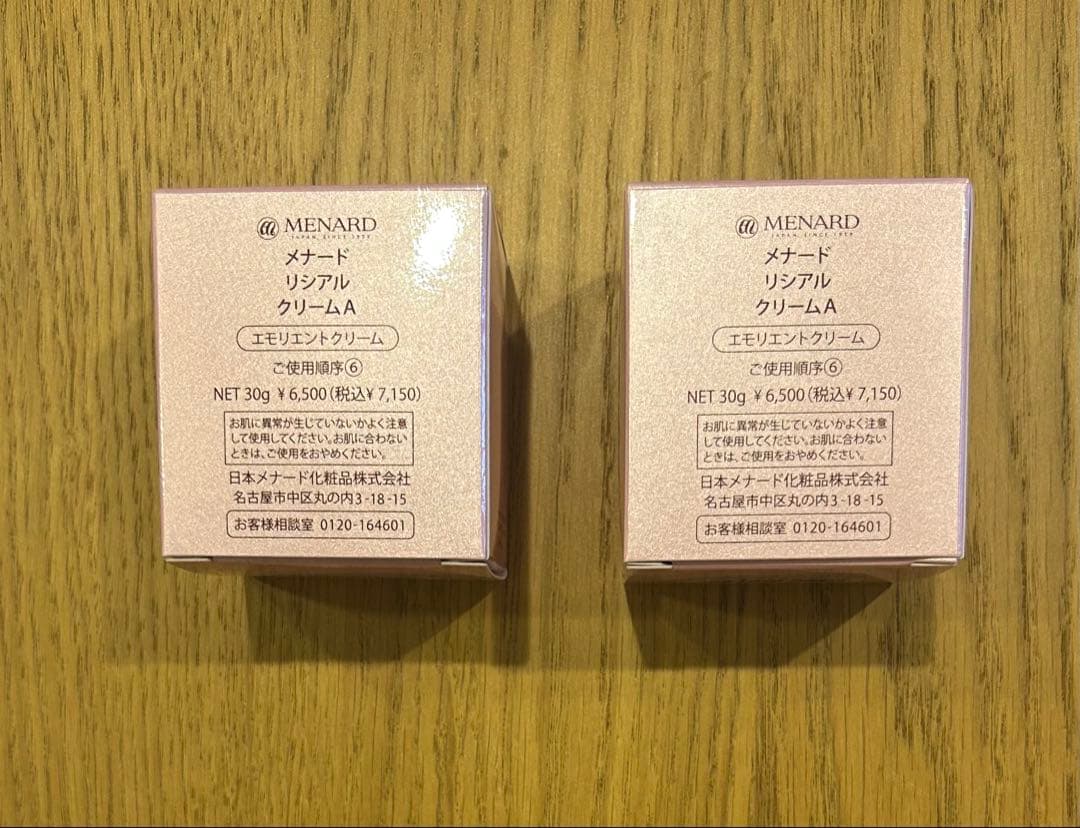 MENARD
JAPAN, SINCE 1959
メナード
リシアル
クリームA
エモリエントクリーム
ご使用順序⑥
NET 30g ¥6,500(税込¥7,150)
お肌に異常が生じていないかよく注意
して使用してください。お肌に合わない
ときは、ご使用をおやめください。
日本メナード化粧品株式会社
名古屋市中区丸の内3-18-15
お客様相談室 0120-164601
MENARD
JAPAN, SINCE 1959
メナード
リシアル
クリームA
エモリエントクリーム
ご使用順序⑥
NET 30g ¥6,500(税込¥7,150)
お肌に異常が生じていないかよく注意
して使用してください。お肌に合わない
ときは、ご使用をおやめください。
日本メナード化粧品株式会社
名古屋市中区丸の内3-18-15
お客様相談室 0120-164601